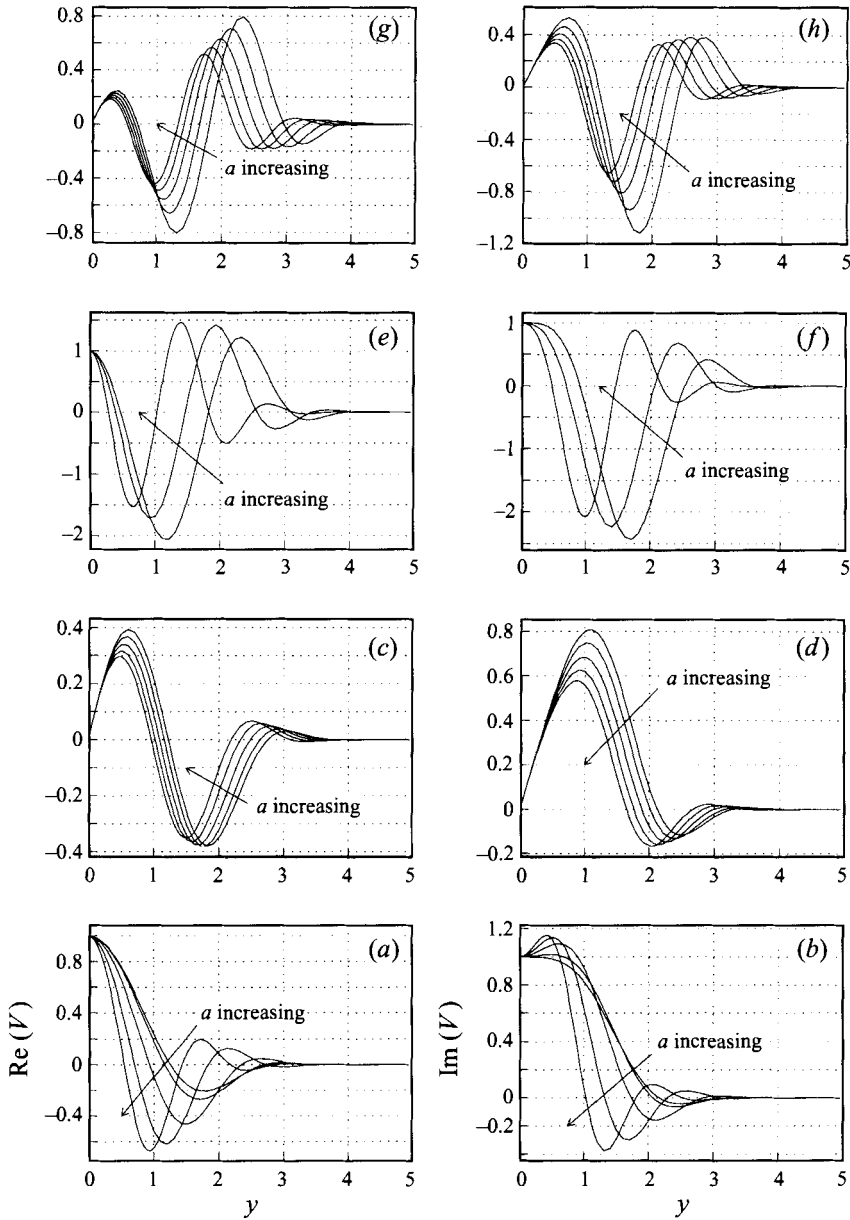 (g)
0.8
0.4
0
−0.4
−0.8
a increasing
0 1 2 3 4 5
(h)
0.4
0
−0.4
−0.8
−1.2
a increasing
0 1 2 3 4 5
(e)
1
0
−1
−2
a increasing
0 1 2 3 4 5
(f)
1
0
−1
−2
a increasing
0 1 2 3 4 5
(c)
0.4
0.2
0
−0.2
−0.4
a increasing
0 1 2 3 4 5
(d)
0.8
0.6
0.4
0.2
0
−0.2
a increasing
0 1 2 3 4 5
(a)
Re (V)
0.8
0.4
0
−0.4
a increasing
0 1 2 3 4 5
y
(b)
Im (V)
1.2
0.8
0.4
0
−0.2
a increasing
0 1 2 3 4 5
y